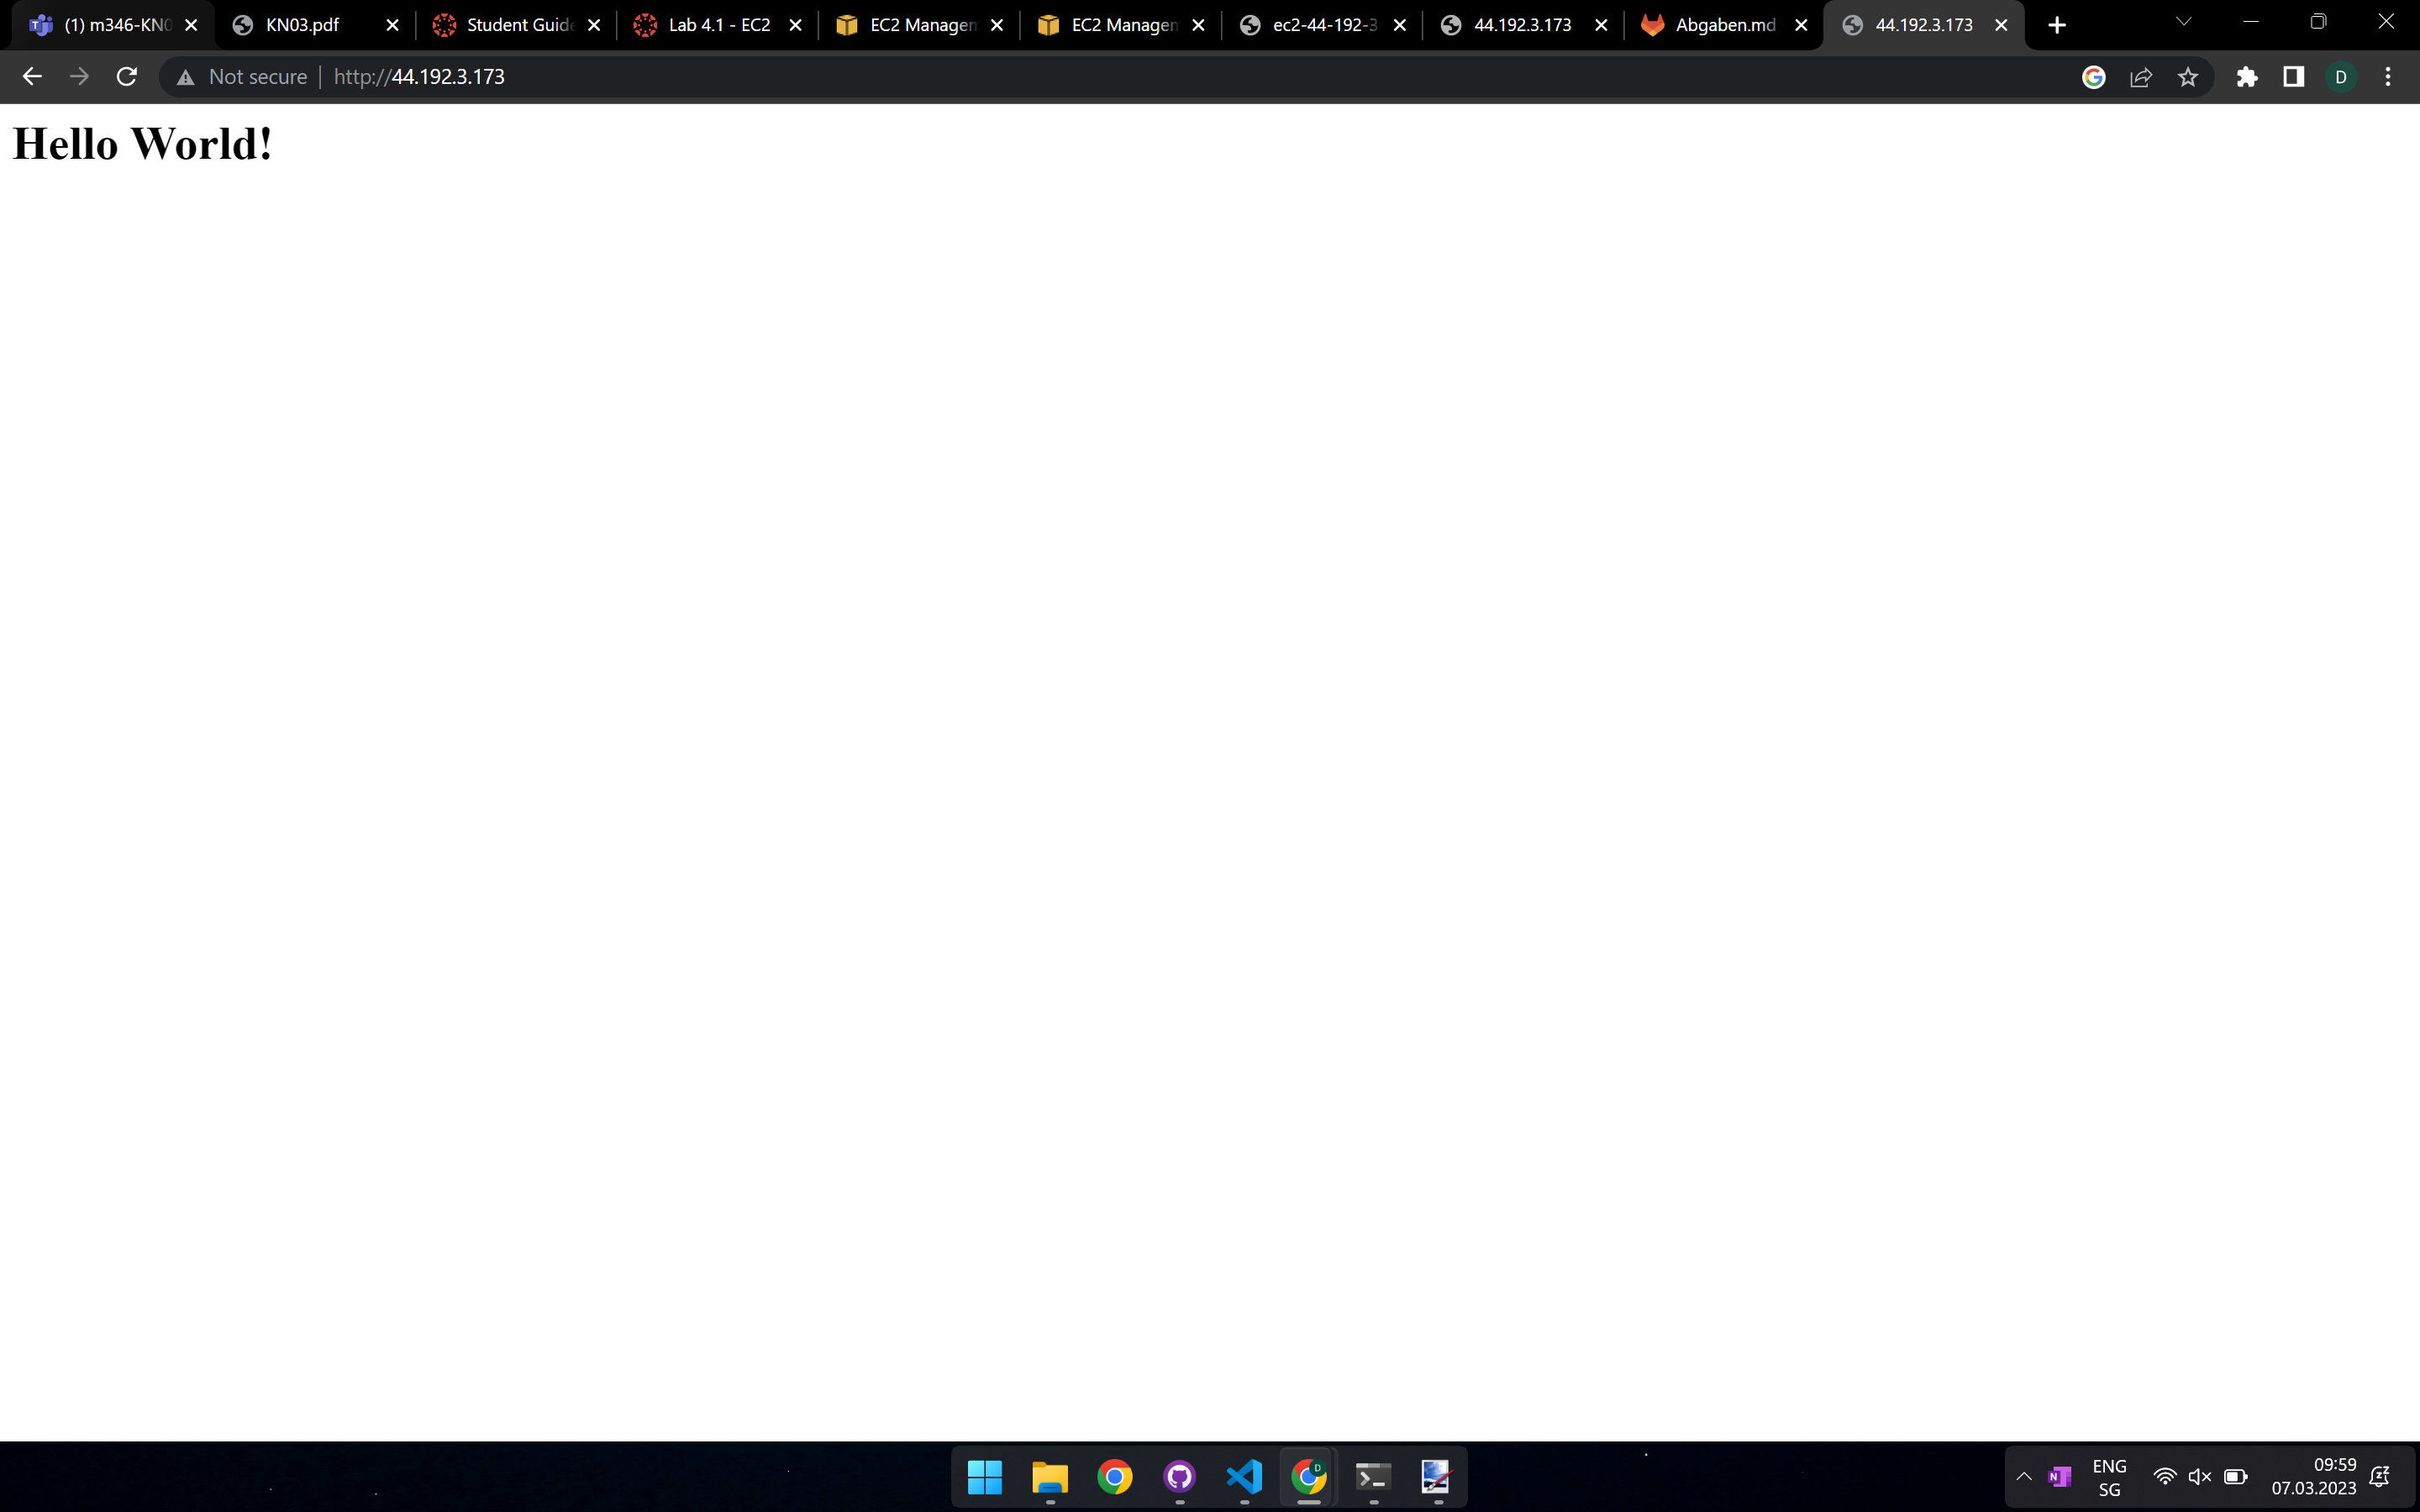 (1) m346-KN0
KN03.pdf
Student Guide
Lab 4.1 - EC2
EC2 Managem
EC2 Managem
ec2-44-192-3
44.192.3.173
Abgaben.md
44.192.3.173
Not secure
http://44.192.3.173
D
Hello World!
D
N
ENG
SG
09:59
07.03.2023